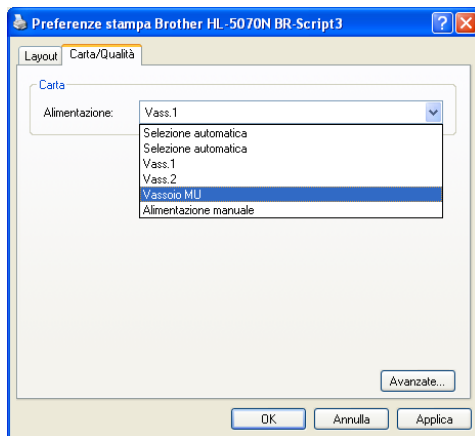 Preferenze stampa Brother HL-5070N BR-Script3
Layout Carta/Qualità
Carta
Alimentazione: Vass.1
Selezione automatica
Selezione automatica
Vass.1
Vass.2
Vassoio MU
Alimentazione manuale
Avanzate...
OK Annulla Applica